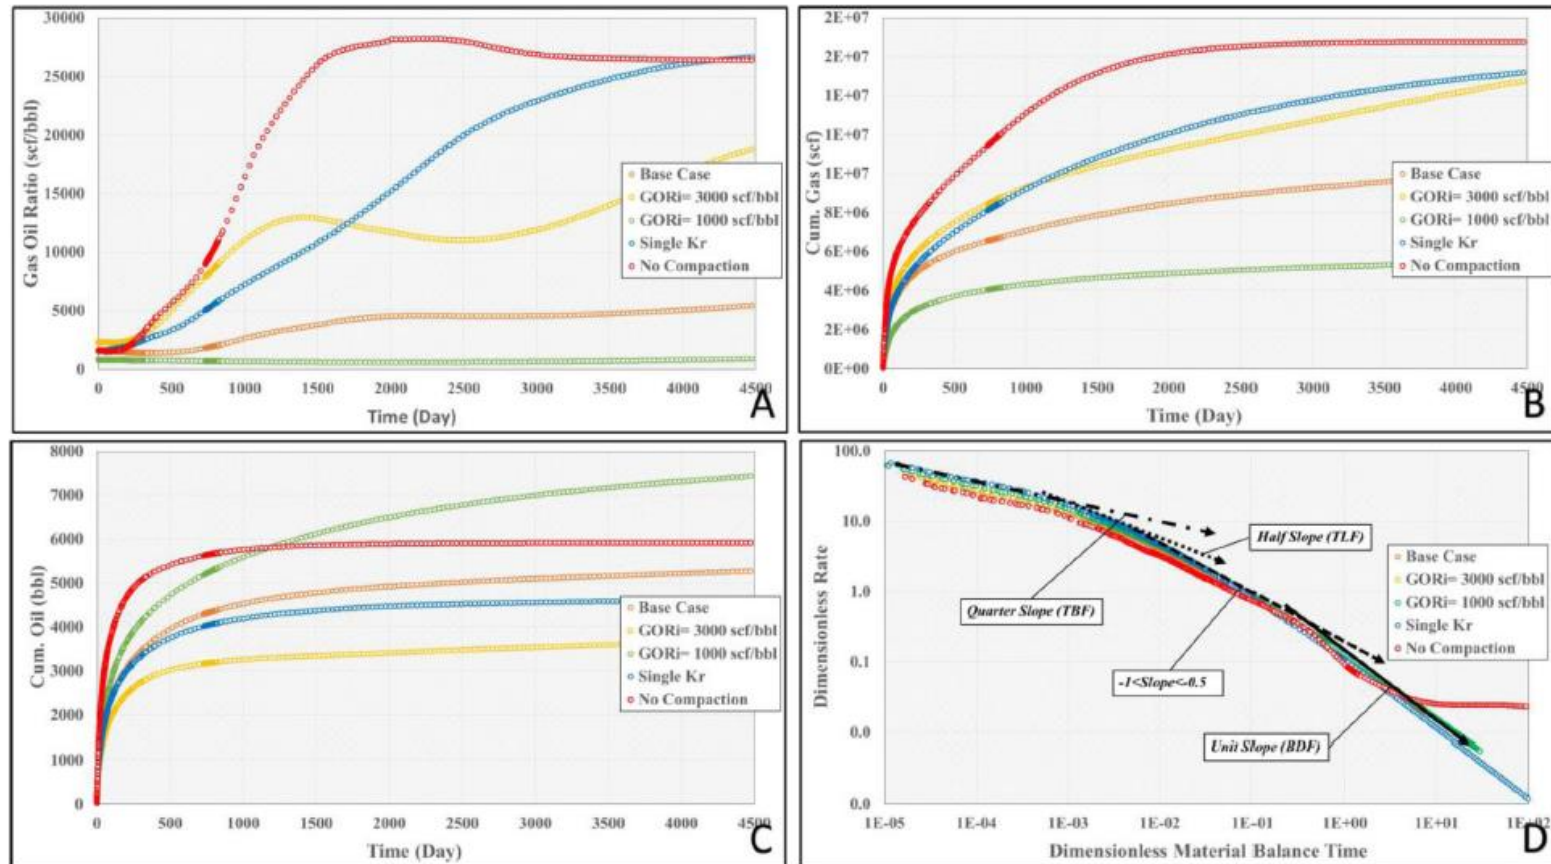 30000
25000
20000
15000
10000
5000
0
Gas Oil Ratio (scf/bbl)
Base Case
GORi= 3000 scf/bbl
GORi= 1000 scf/bbl
Single Kr
No Compaction
0 500 1000 1500 2000 2500 3000 3500 4000 4500
Time (Day)
A
2E+07
2E+07
1E+07
1E+07
1E+07
8E+06
6E+06
4E+06
2E+06
0E+00
Cum. Gas (scf)
Base Case
GORi= 3000 scf/bbl
GORi= 1000 scf/bbl
Single Kr
No Compaction
0 500 1000 1500 2000 2500 3000 3500 4000 4500
Time (Day)
B
8000
7000
6000
5000
4000
3000
2000
1000
0
Cum. Oil (bbl)
Base Case
GORi= 3000 scf/bbl
GORi= 1000 scf/bbl
Single Kr
No Compaction
0 500 1000 1500 2000 2500 3000 3500 4000 4500
Time (Day)
C
100.0
10.0
1.0
0.1
0.0
0.0
Dimensionless Rate
Half Slope (TLF)
Quarter Slope (TBF)
-1<Slope<-0.5
Unit Slope (BDF)
Base Case
GORi= 3000 scf/bbl
GORi= 1000 scf/bbl
Single Kr
No Compaction
1E-05 1E-04 1E-03 1E-02 1E-01 1E+00 1E+01 1E+02
Dimensionless Material Balance Time
D